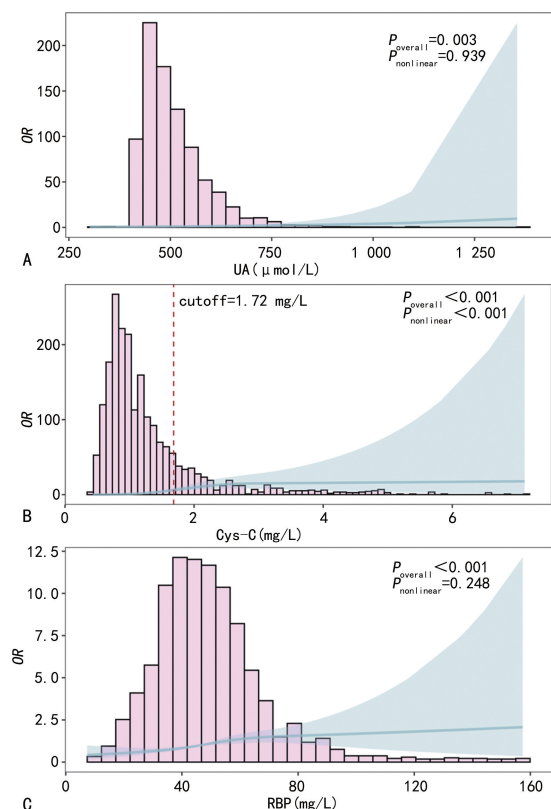 200
150
100
50
0
OR
P overall=0.003
P nonlinear=0.939
250 500 750 1 000 1 250
A
UA(μmol/L)
cutoff=1.72 mg/L
P overall<0.001
P nonlinear<0.001
200
100
0
OR
0 2 4 6
B
Cys-C(mg/L)
12.5
10.0
7.5
5.0
2.5
0
OR
P overall<0.001
P nonlinear=0.248
0 40 80 120 160
C
RBP(mg/L)